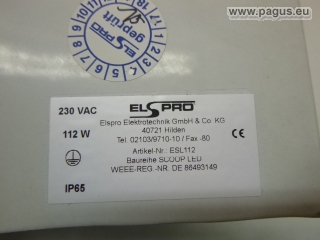 www.pagus.eu
ELSPRO
geprüft
230 VAC
112 W
IP65
ELSPRO
Elspro Elektrotechnik GmbH & Co. KG
40721 Hilden
Tel. 02103/9710-10 / Fax -80
Artikel-Nr.: ESL112
Baureihe SCOOP LED
WEEE-REG.-NR. DE 86493149
CE